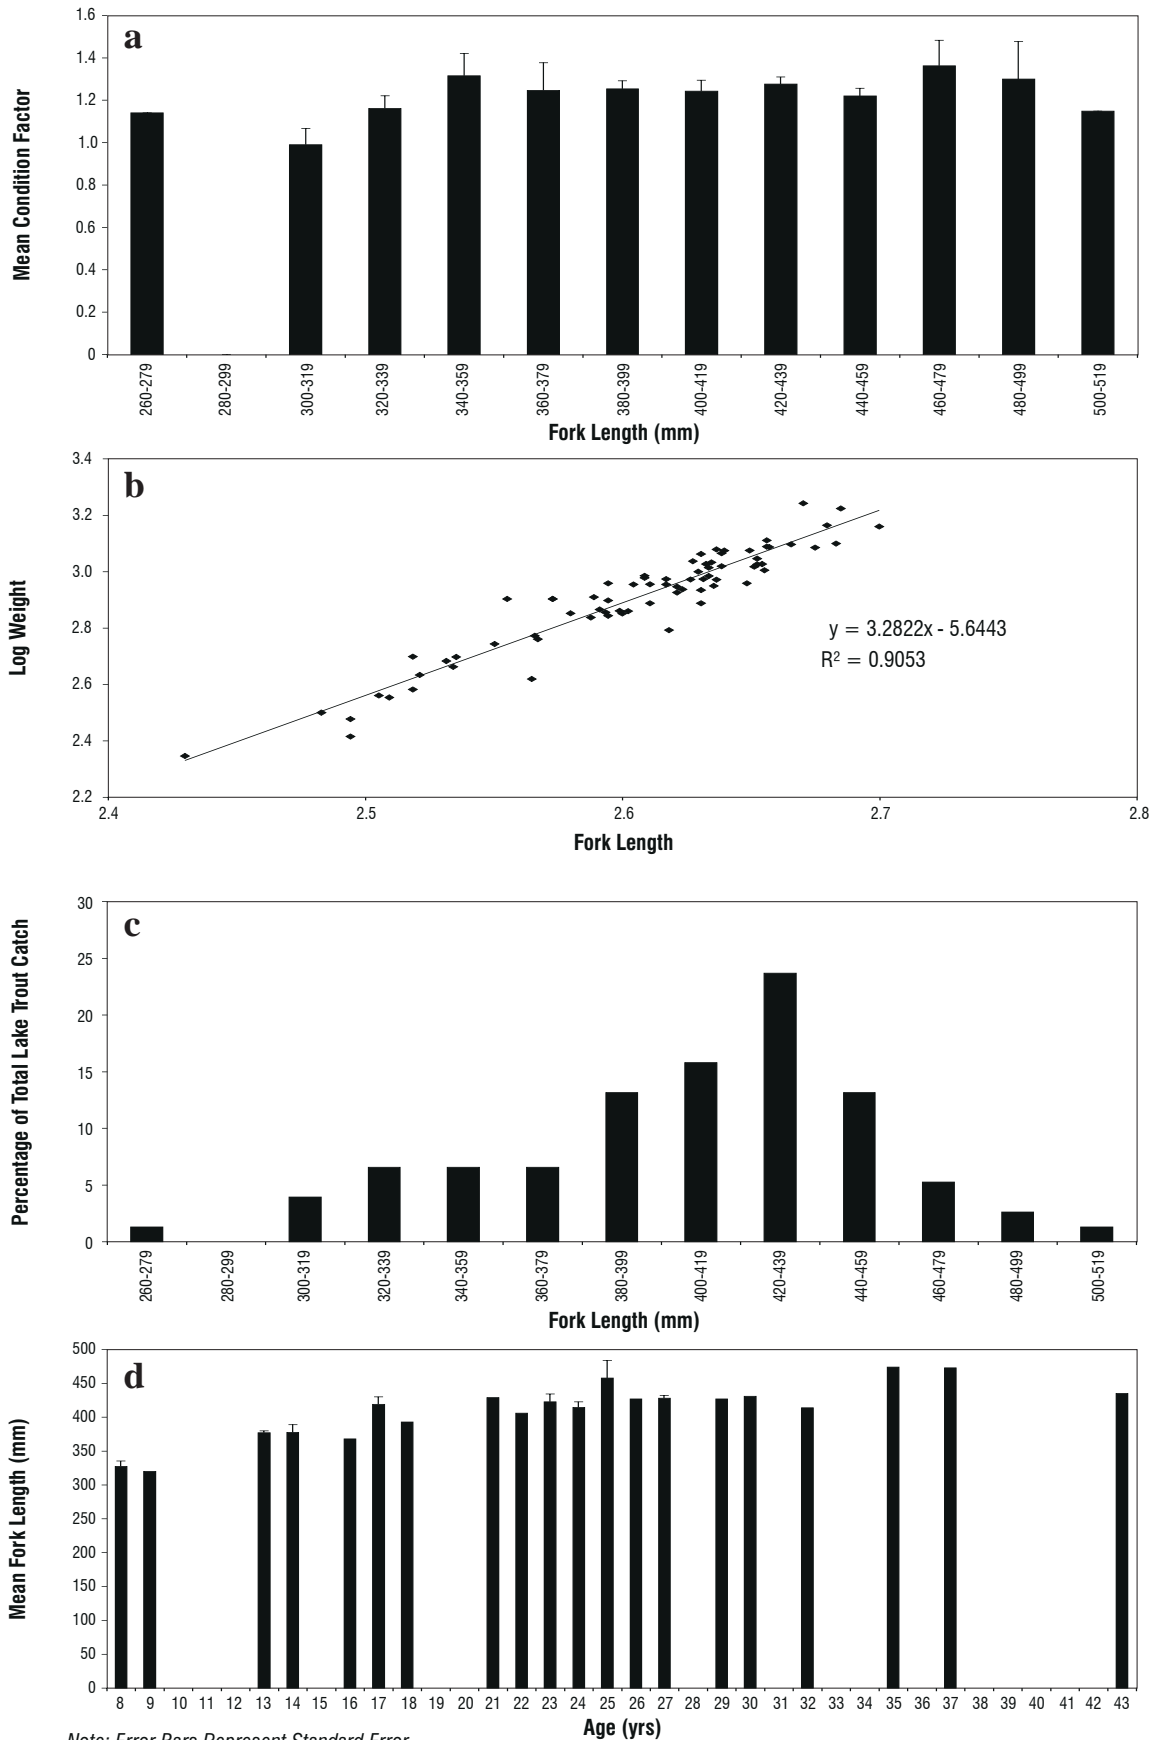 a
Mean Condition Factor
1.6
1.4
1.2
1.0
0.8
0.6
0.4
0.2
0
260-279 280-299 300-319 320-339 340-359 360-379 380-399 400-419 420-439 440-459 460-479 480-499 500-519
Fork Length (mm)
b
Log Weight
3.4
3.2
3.0
2.8
2.6
2.4
2.2
y = 3.2822x - 5.6443
R² = 0.9053
2.4 2.5 2.6 2.7 2.8
Fork Length
c
Percentage of Total Lake Trout Catch
30
25
20
15
10
5
0
260-279 280-299 300-319 320-339 340-359 360-379 380-399 400-419 420-439 440-459 460-479 480-499 500-519
Fork Length (mm)
d
Mean Fork Length (mm)
500
450
400
350
300
250
200
150
100
50
0
8 9 10 11 12 13 14 15 16 17 18 19 20 21 22 23 24 25 26 27 28 29 30 31 32 33 34 35 36 37 38 39 40 41 42 43
Age (yrs)
Note: Error Bars Represent Standard Error